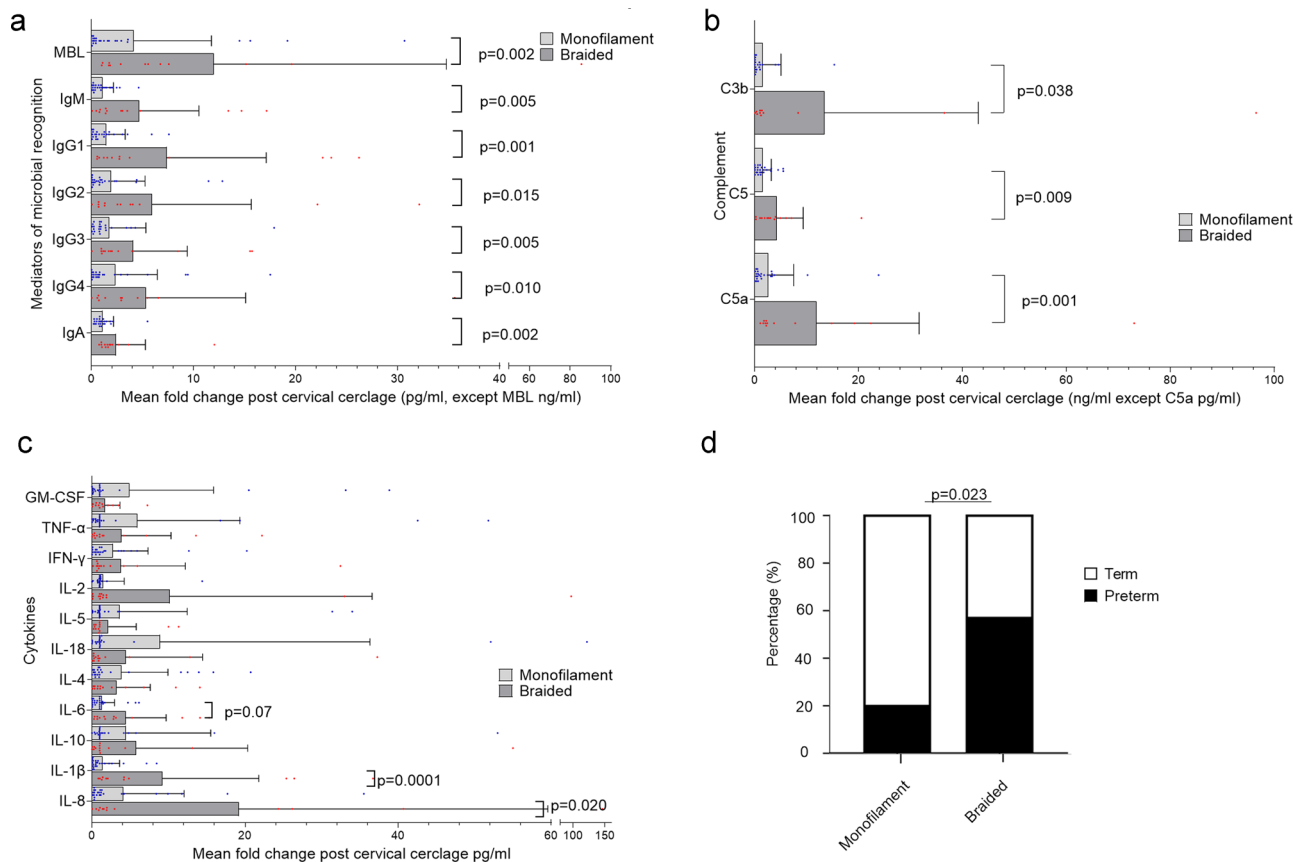 a
Mediators of microbial recognition
MBL
IgM
IgG1
IgG2
IgG3
IgG4
IgA
Monofilament
Braided
p=0.002
p=0.005
p=0.001
p=0.015
p=0.005
p=0.010
p=0.002
0 10 20 30 40 60 80 100
Mean fold change post cervical cerclage (pg/ml, except MBL ng/ml)
b
Complement
C3b
C5
C5a
p=0.038
p=0.009
p=0.001
Monofilament
Braided
0 20 40 60 80 100
Mean fold change post cervical cerclage (ng/ml except C5a pg/ml)
c
Cytokines
GM-CSF
TNF-α
IFN-γ
IL-2
IL-5
IL-18
IL-4
IL-6
IL-10
IL-1β
IL-8
Monofilament
Braided
p=0.07
p=0.0001
p=0.020
0 20 40 60 100 150
Mean fold change post cervical cerclage pg/ml
d
p=0.023
Percentage (%)
100
80
60
40
20
0
Term
Preterm
Monofilament
Braided